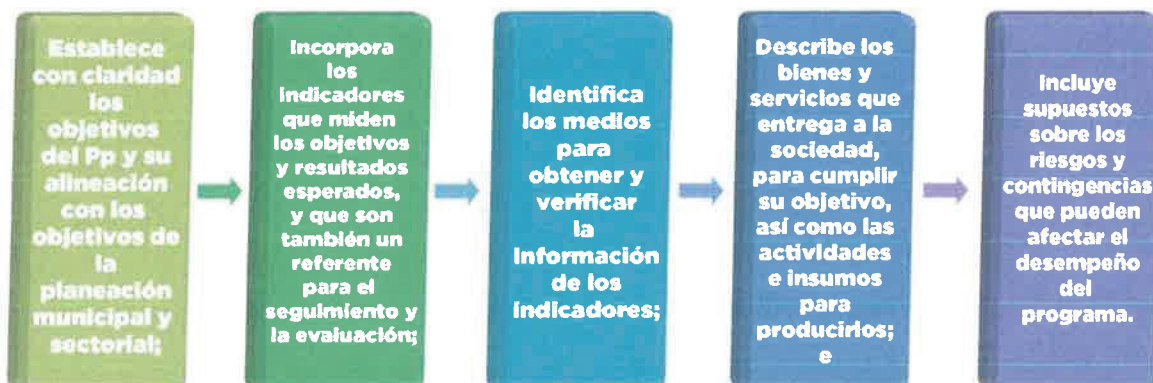 Establece
con claridad
los
objetivos
del Pp y su
alineación
con los
objetivos de
la
planeación
municipal y
sectorial;
Incorpora
los
indicadores
que miden
los objetivos
y resultados
esperados,
y que son
también un
referente
para el
seguimiento y
la evaluación;
Identifica
los medios
para
obtener y
verificar
la
Información
de los
indicadores;
Describe los
bienes y
servicios que
entrega a la
sociedad,
para cumplir
su objetivo,
así como las
actividades
e insumos
para
producirlos;
e
Incluye
supuestos
sobre los
riesgos y
contingencias
que pueden
afectar el
desempeño
del
programa.